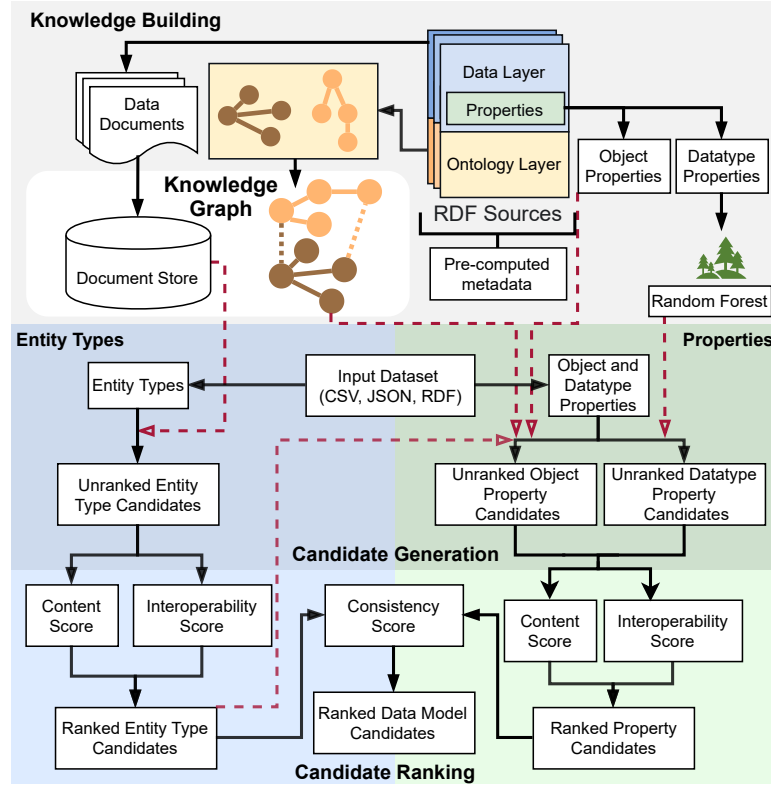 Knowledge Building
Data Layer
Properties
Ontology Layer
RDF Sources
Pre-computed
metadata
Data
Documents
Knowledge
Graph
Document Store
Object
Properties
Datatype
Properties
Random Forest
Entity Types
Properties
Entity Types
Input Dataset
(CSV, JSON, RDF)
Object and
Datatype
Properties
Unranked Entity
Type Candidates
Unranked Object
Property
Candidates
Unranked Datatype
Property
Candidates
Candidate Generation
Content
Score
Interoperability
Score
Consistency
Score
Content
Score
Interoperability
Score
Ranked Entity Type
Candidates
Ranked Data Model
Candidates
Ranked Property
Candidates
Candidate Ranking